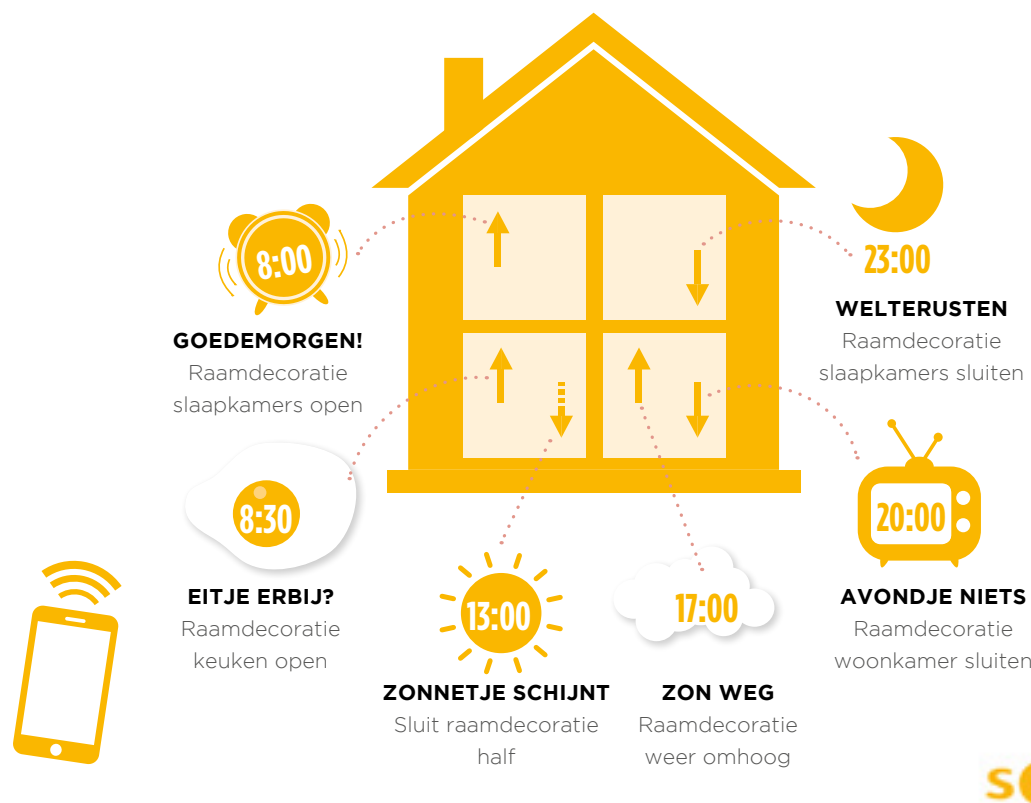 8:00
GOEDEMORGEN!
Raamdecoratie
slaapkamers open
23:00
WELTERUSTEN
Raamdecoratie
slaapkamers sluiten
8:30
EITJE ERBIJ?
Raamdecoratie
keuken open
13:00
ZONNETJE SCHIJNT
Sluit raamdecoratie
half
17:00
ZON WEG
Raamdecoratie
weer omhoog
20:00
AVONDJE NIETS
Raamdecoratie
woonkamer sluiten